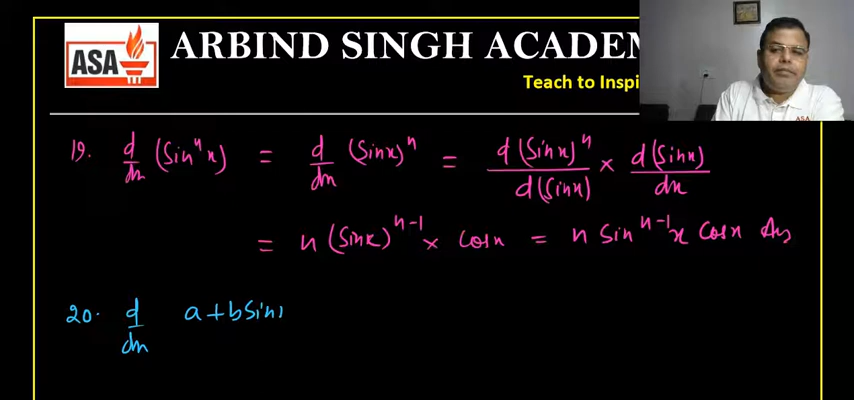 ASA
ARBIND SINGH ACADEM
Teach to Inspi
19. d/dx (Sinⁿx) = d/dx (Sinx)ⁿ = d(Sinx)ⁿ/d(Sinx) × d(Sinx)/dx
= n(Sinx)ⁿ⁻¹ × Cosx = n Sinⁿ⁻¹x Cosx Ans
20. d/dx a+bSin